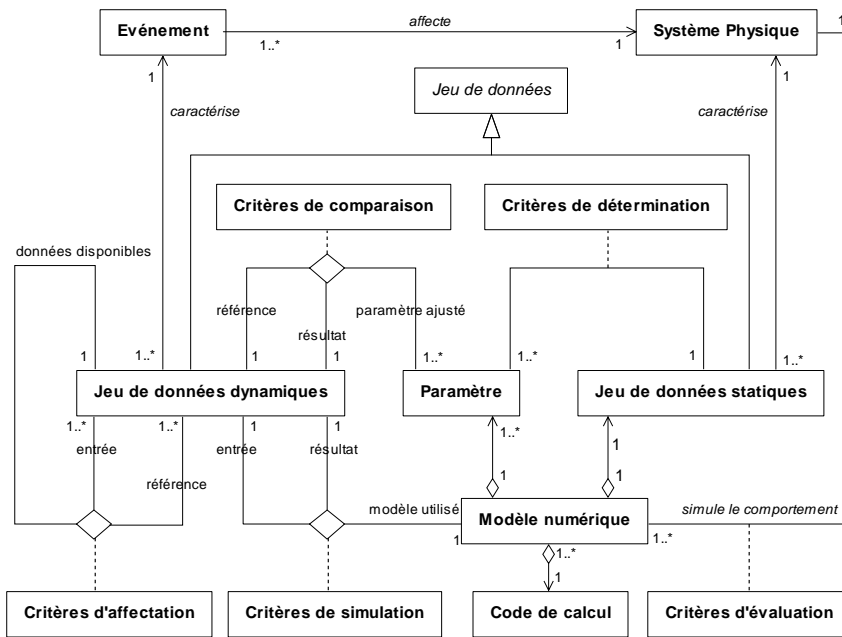 Evénement
affecte
Système Physique
1..*
1
1
1
1
caractérise
caractérise
Jeu de données
Critères de comparaison
Critères de détermination
données disponibles
référence
paramètre ajusté
résultat
1
1..*
1
1
1..*
1..*
1
1..*
Jeu de données dynamiques
Paramètre
Jeu de données statiques
1..*
1..*
1
1
1..*
1
entrée
entrée
résultat
référence
1
1
modèle utilisé
Modèle numérique
simule le comportement
1
1..*
1..*
1
Critères d'affectation
Critères de simulation
Code de calcul
Critères d'évaluation